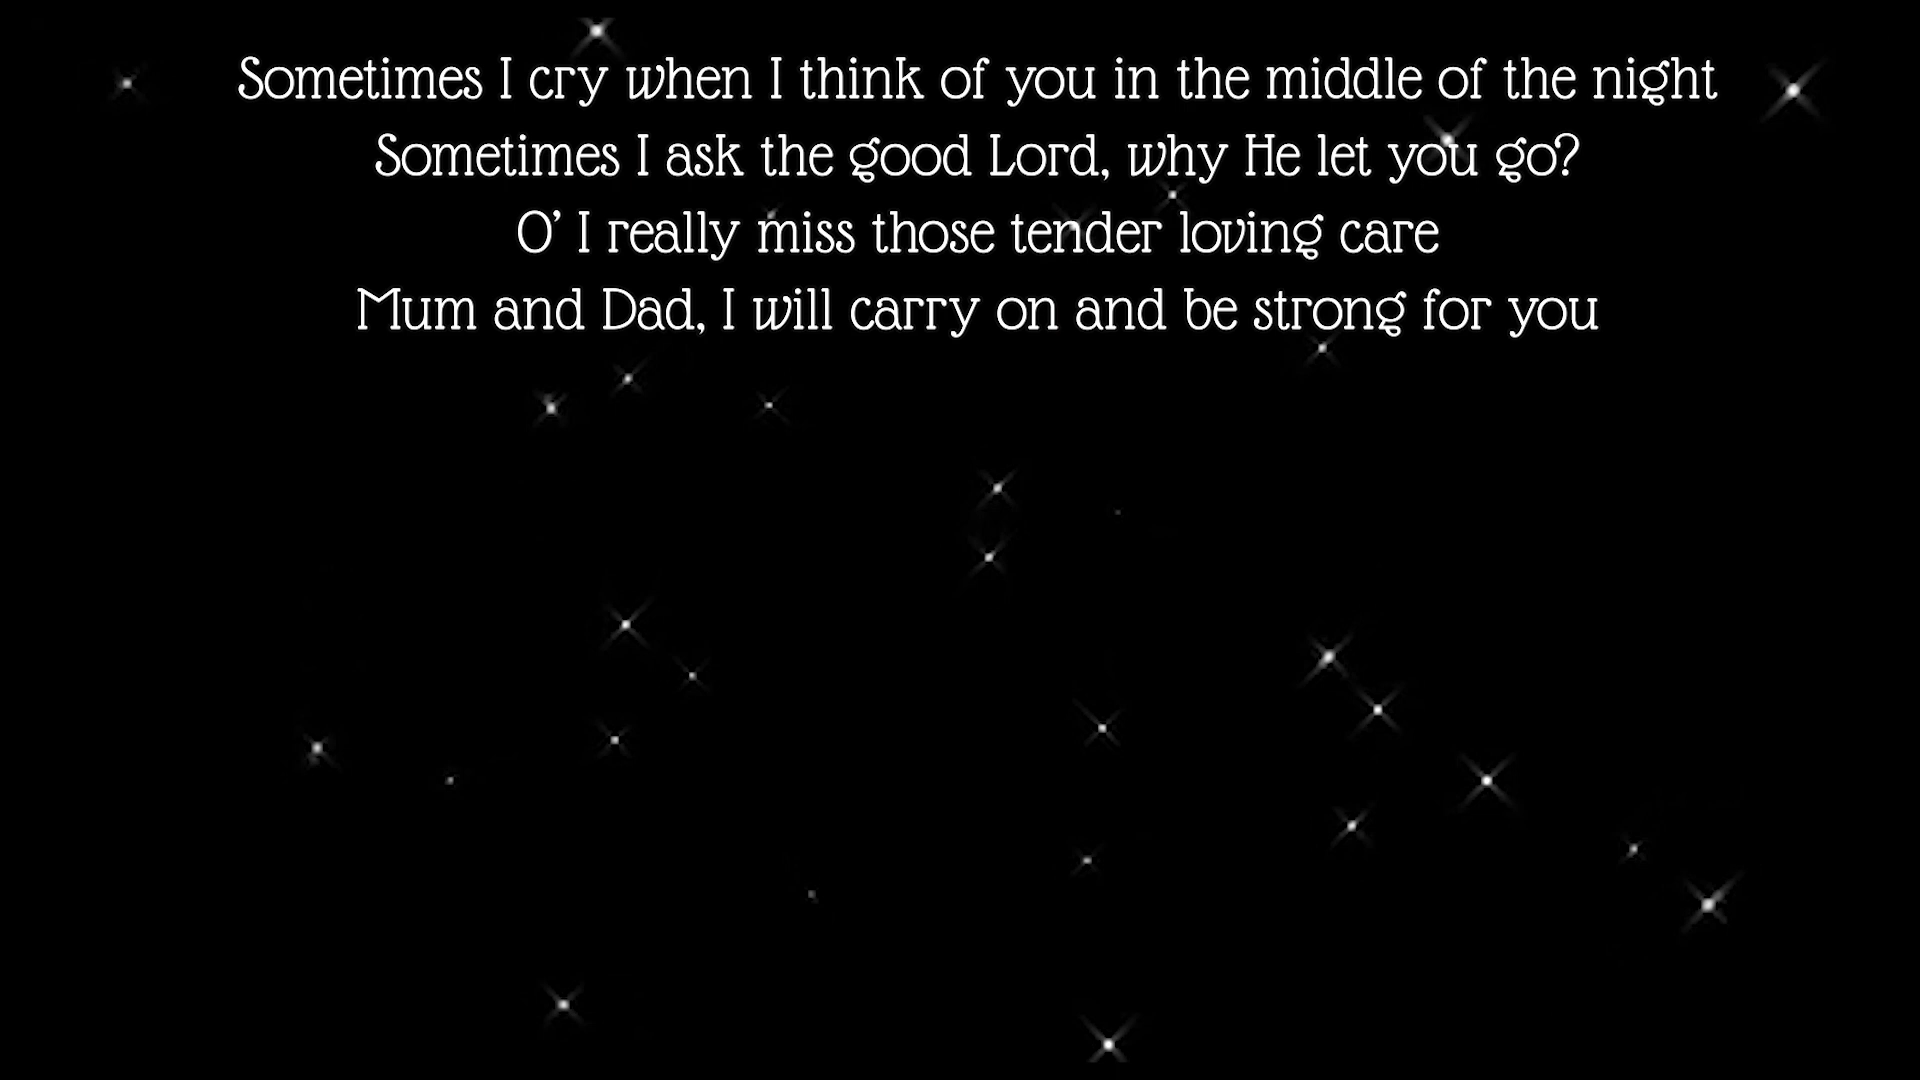 Sometimes I cry when I think of you in the middle of the night
Sometimes I ask the good Lord, why He let you go?
O’ I really miss those tender loving care
Mum and Dad, I will carry on and be strong for you